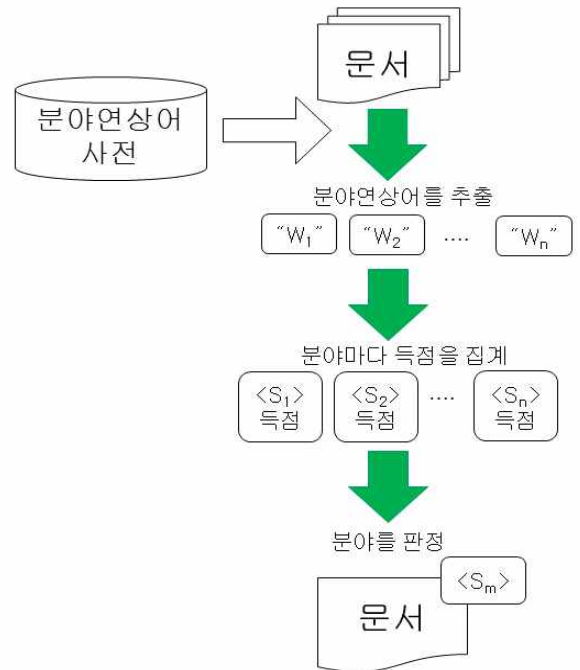 문서
분야연상어
사전
분야연상어를 추출
“W₁” “W₂” .... “Wₙ”
분야마다 득점을 집계
<S₁> <S₂> .... <Sₙ>
득점 득점 득점
분야를 판정
<Sₘ>
문서